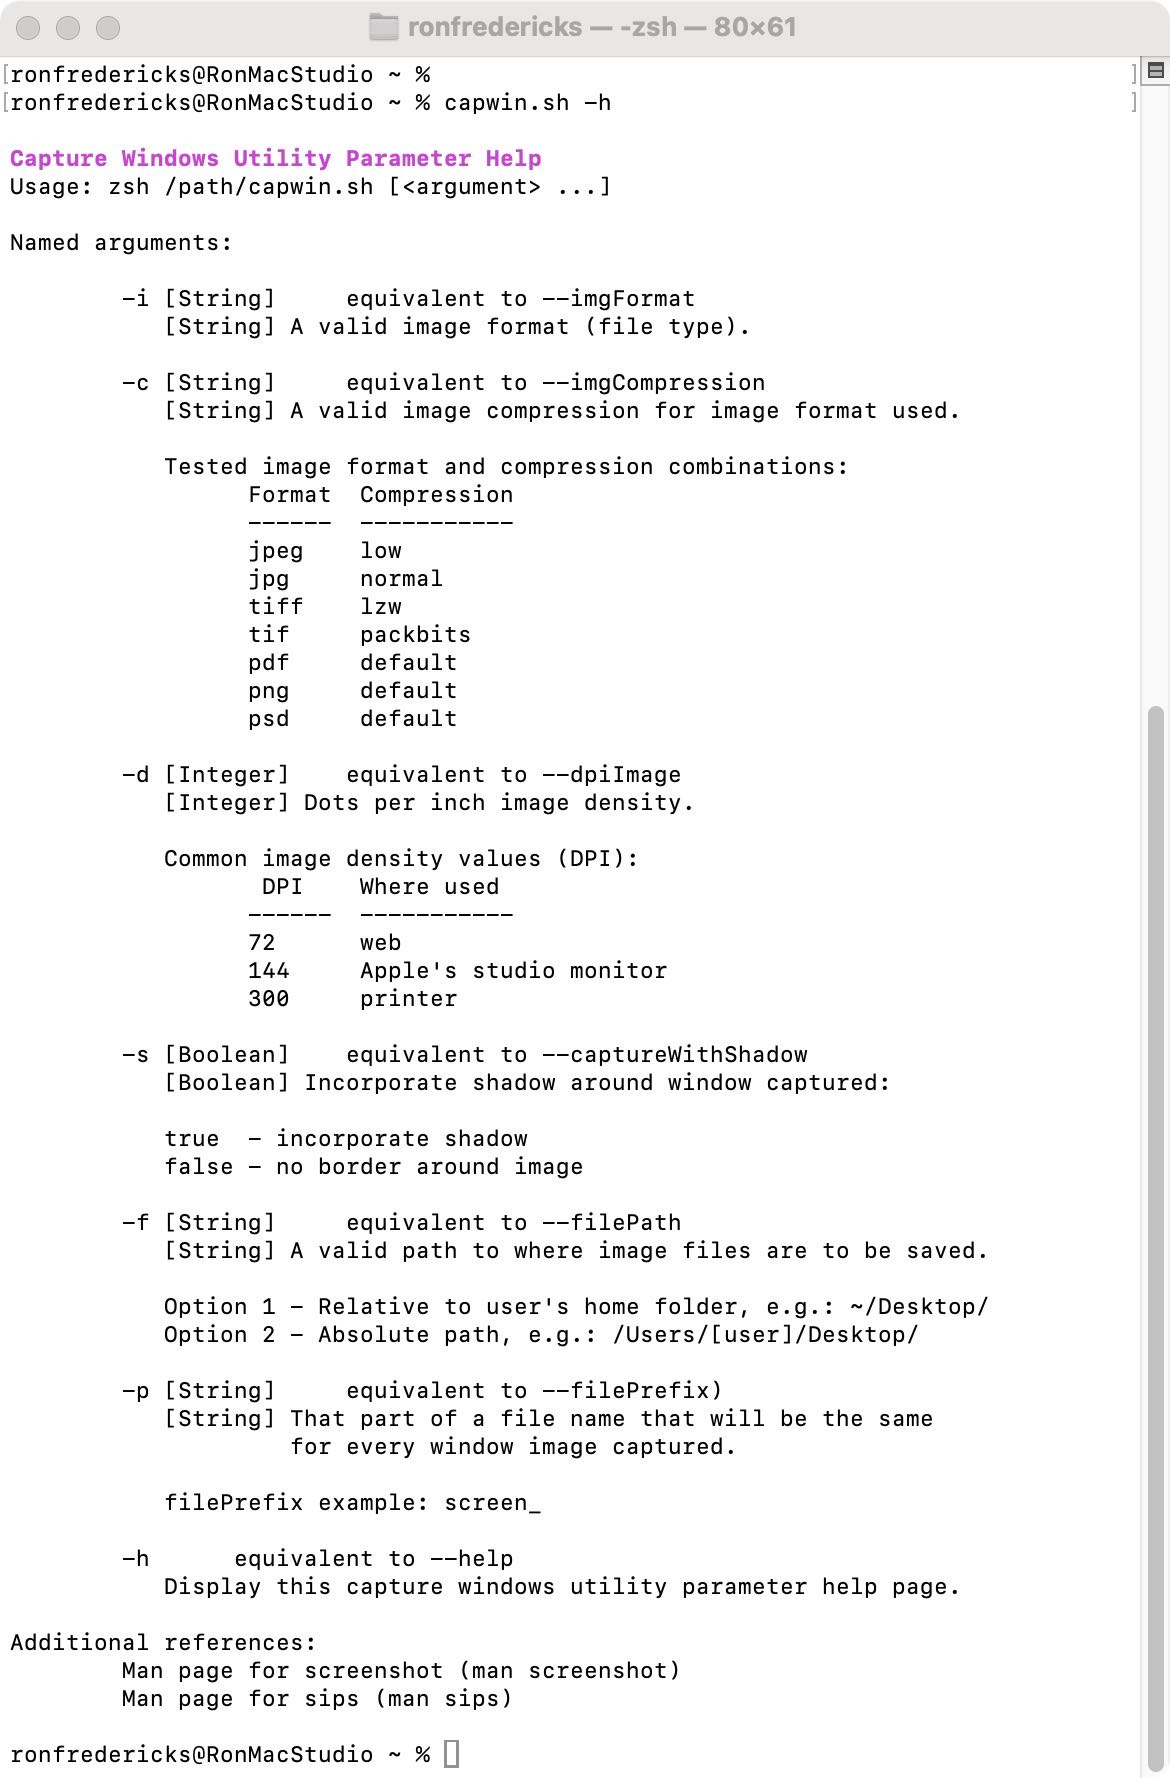 ronfredericks — -zsh — 80×61
[ronfredericks@RonMacStudio ~ % ]
[ronfredericks@RonMacStudio ~ % capwin.sh -h ]
Capture Windows Utility Parameter Help
Usage: zsh /path/capwin.sh [<argument> ...]
Named arguments:
-i [String]     equivalent to --imgFormat
[String] A valid image format (file type).
-c [String]     equivalent to --imgCompression
[String] A valid image compression for image format used.
Tested image format and compression combinations:
Format  Compression
------  -----------
jpeg    low
jpg     normal
tiff    lzw
tif     packbits
pdf     default
png     default
psd     default
-d [Integer]    equivalent to --dpiImage
[Integer] Dots per inch image density.
Common image density values (DPI):
DPI    Where used
------  -----------
72      web
144     Apple's studio monitor
300     printer
-s [Boolean]    equivalent to --captureWithShadow
[Boolean] Incorporate shadow around window captured:
true  - incorporate shadow
false - no border around image
-f [String]     equivalent to --filePath
[String] A valid path to where image files are to be saved.
Option 1 - Relative to user's home folder, e.g.: ~/Desktop/
Option 2 - Absolute path, e.g.: /Users/[user]/Desktop/
-p [String]     equivalent to --filePrefix)
[String] That part of a file name that will be the same
for every window image captured.
filePrefix example: screen_
-h      equivalent to --help
Display this capture windows utility parameter help page.
Additional references:
Man page for screenshot (man screenshot)
Man page for sips (man sips)
ronfredericks@RonMacStudio ~ %